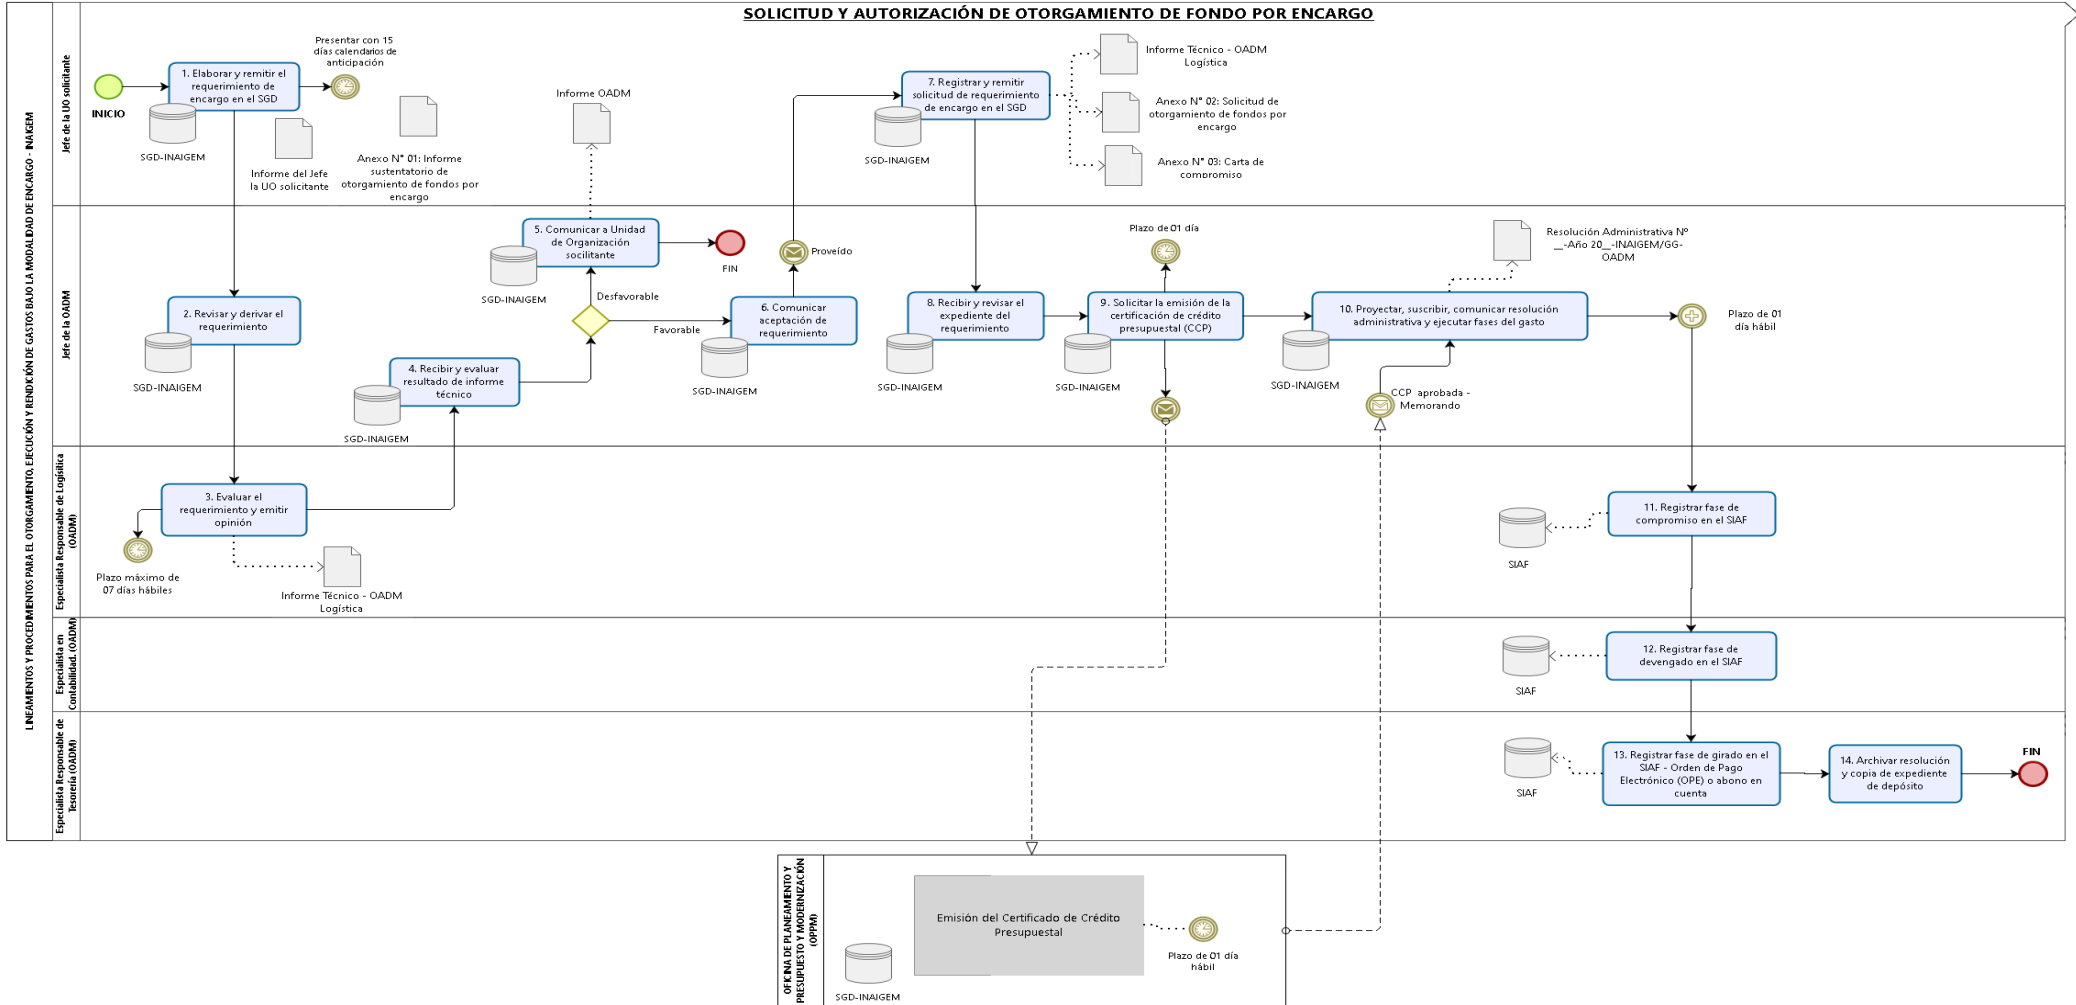 SOLICITUD Y AUTORIZACIÓN DE OTORGAMIENTO DE FONDO POR ENCARGO
LINEAMIENTOS Y PROCEDIMIENTOS PARA EL OTORGAMIENTO, EJECUCIÓN Y RENDICIÓN DE GASTOS BAJO LA MODALIDAD DE ENCARGO - INAIGEM
Jefe de la UO solicitante
INICIO
1. Elaborar y remitir el
requerimiento de
encargo en el SGD
SGD-INAIGEM
Presentar con 15
días calendarios de
anticipación
Informe del Jefe
la UO solicitante
Anexo N° 01: Informe
sustentatorio de
otorgamiento de fondos por
encargo
Informe OADM
7. Registrar y remitir
solicitud de requerimiento
de encargo en el SGD
SGD-INAIGEM
Informe Técnico - OADM
Logística
Anexo N° 02: Solicitud de
otorgamiento de fondos por
encargo
Anexo N° 03: Carta de
compromiso
Jefe de la OADM
2. Revisar y derivar el
requerimiento
SGD-INAIGEM
4. Recibir y evaluar
resultado de informe
técnico
SGD-INAIGEM
5. Comunicar a Unidad
de Organización
socilitante
SGD-INAIGEM
FIN
Desfavorable
Favorable
6. Comunicar
aceptación de
requerimiento
SGD-INAIGEM
Proveído
8. Recibir y revisar el
expediente del
requerimiento
SGD-INAIGEM
Plazo de 01 día
9. Solicitar la emisión de la
certificación de crédito
presupuestal (CCP)
SGD-INAIGEM
10. Proyectar, suscribir, comunicar resolución
administrativa y ejecutar fases del gasto
SGD-INAIGEM
Resolución Administrativa Nº
__-Año 20__-INAIGEM/GG-
OADM
CCP aprobada -
Memorando
Plazo de 01
día hábil
Especialista Responsable de Logísitica
(OADM)
3. Evaluar el
requerimiento y emitir
opinión
Plazo máximo de
07 días hábiles
Informe Técnico - OADM
Logística
11. Registrar fase de
compromiso en el SIAF
SIAF
Especialista en
Contabilidad. (OADM)
12. Registrar fase de
devengado en el SIAF
SIAF
Especialista Responsable de
Tesorería (OADM)
13. Registrar fase de girado en el
SIAF - Orden de Pago
Electrónico (OPE) o abono en
cuenta
SIAF
14. Archivar resolución
y copia de expediente
de depósito
FIN
OFICINA DE PLANEAMIENTO Y
PRESUPUESTO Y MODERNIZACIÓN
(OPPM)
Emisión del Certificado de Crédito
Presupuestal
Plazo de 01 día
hábil
SGD-INAIGEM